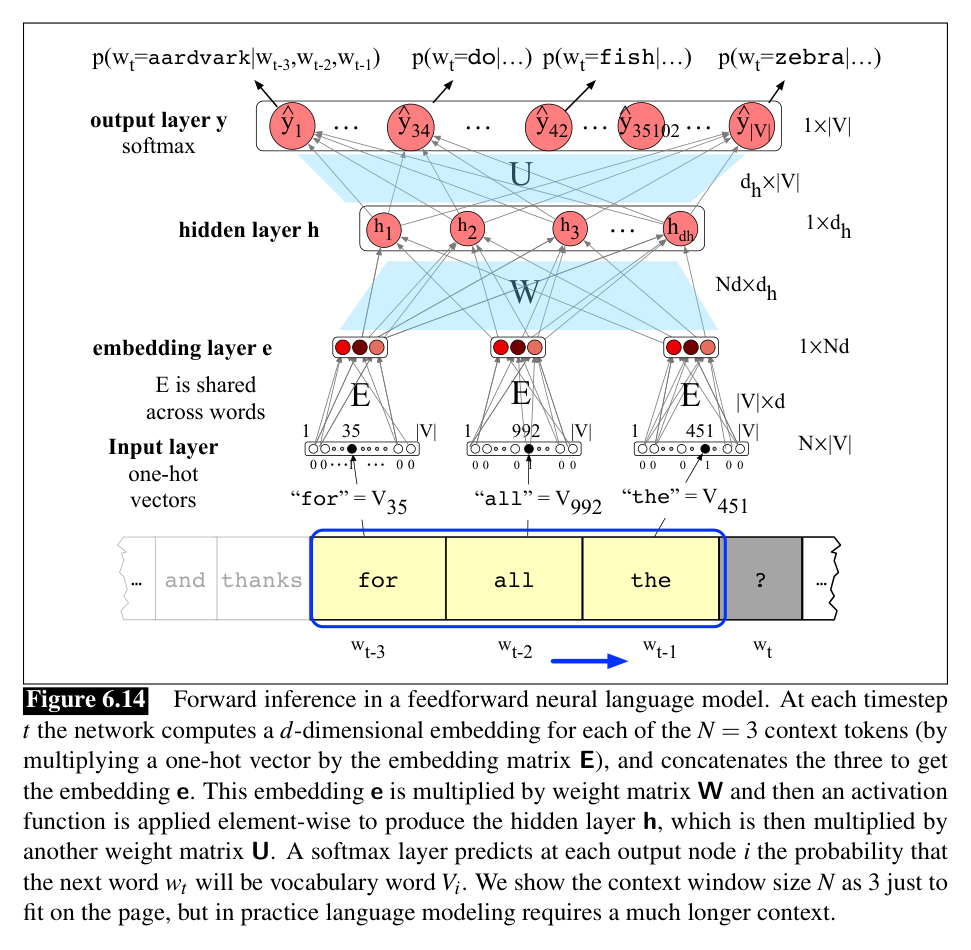 p(wt=aardvark|wt-3,wt-2,wt-1) p(wt=do|...) p(wt=fish|...) p(wt=zebra|...)
output layer y ŷ1 ... ŷ34 ... ŷ42 ... ŷ35102 ... ŷ|V| 1×|V|
softmax
U dh×|V|
hidden layer h h1 h2 h3 ... hdh 1×dh
W Nd×dh
embedding layer e 1×Nd
E is shared E E E |V|×d
across words
1 35 |V| 1 992 |V| 1 451 |V|
Input layer N×|V|
0 0 ... 1 ... 0 0 0 0 0 1 0 0 0 0 0 1 0 0
one-hot
vectors “for” = V35 “all” = V992 “the” = V451
... and thanks for all the ? ...
wt-3 wt-2 wt-1 wt
Figure 6.14 Forward inference in a feedforward neural language model. At each timestep
t the network computes a d-dimensional embedding for each of the N = 3 context tokens (by
multiplying a one-hot vector by the embedding matrix E), and concatenates the three to get
the embedding e. This embedding e is multiplied by weight matrix W and then an activation
function is applied element-wise to produce the hidden layer h, which is then multiplied by
another weight matrix U. A softmax layer predicts at each output node i the probability that
the next word wt will be vocabulary word Vi. We show the context window size N as 3 just to
fit on the page, but in practice language modeling requires a much longer context.